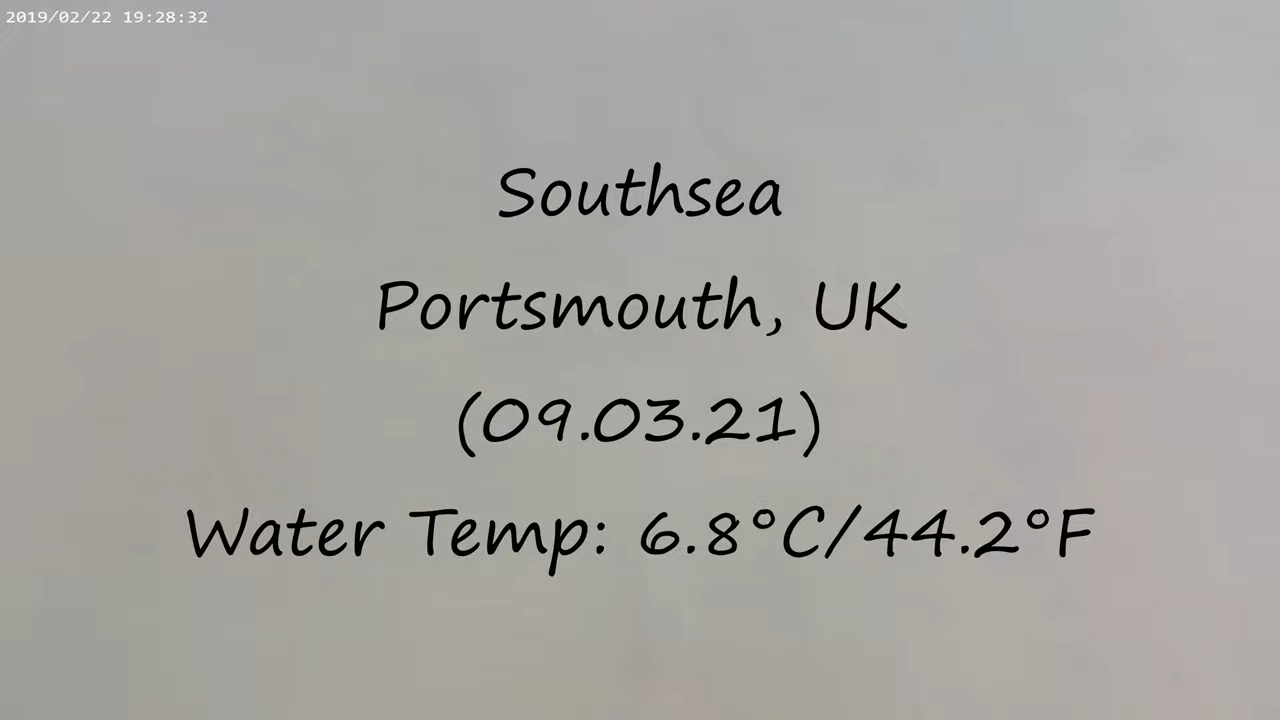 2019/02/22 19:28:32
Southsea
Portsmouth, UK
(09.03.21)
Water Temp: 6.8°C/44.2°F